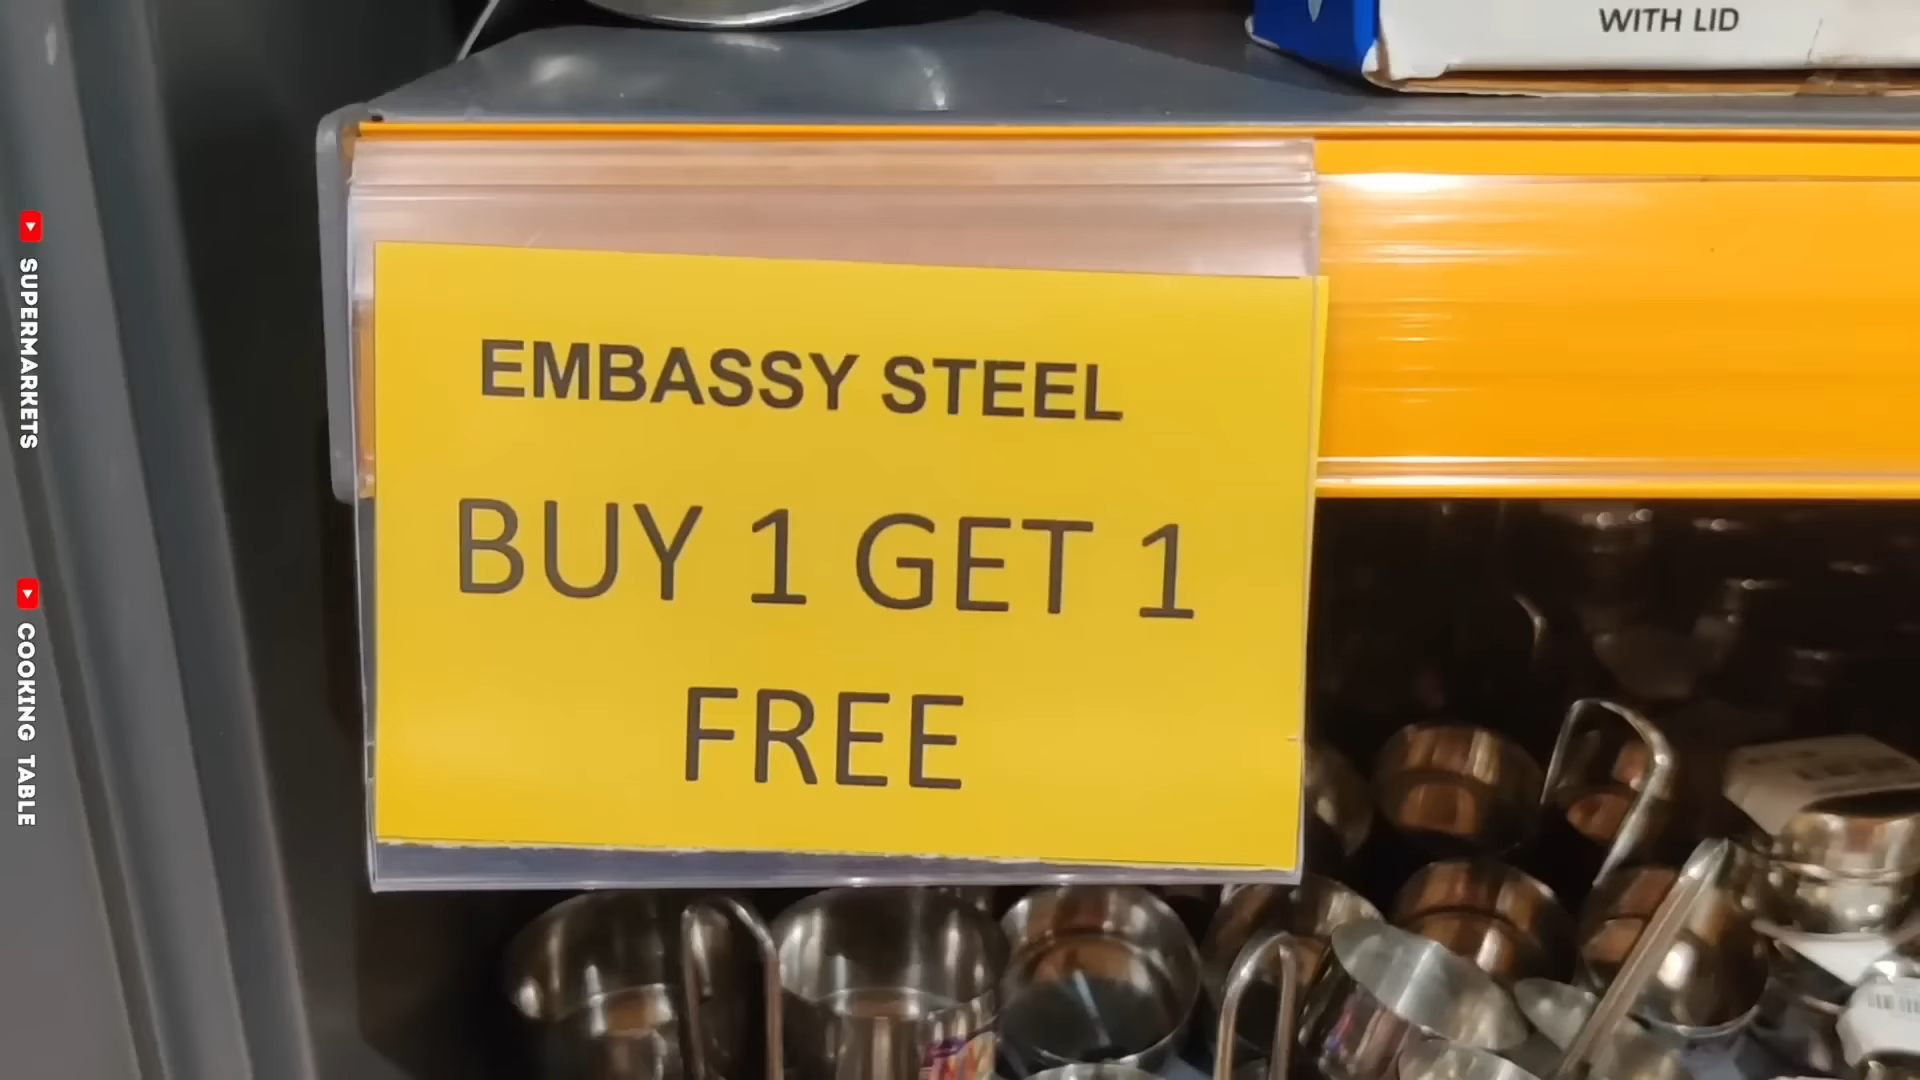 WITH LID
EMBASSY STEEL
BUY 1 GET 1
FREE
SUPERMARKETS
COOKING TABLE